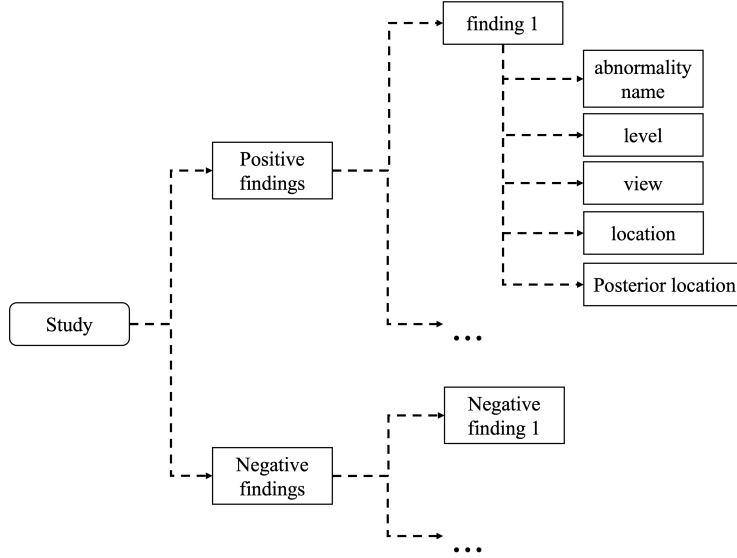 finding 1
abnormality
name
level
view
location
Posterior location
Positive
findings
...
Study
Negative
finding 1
Negative
findings
...